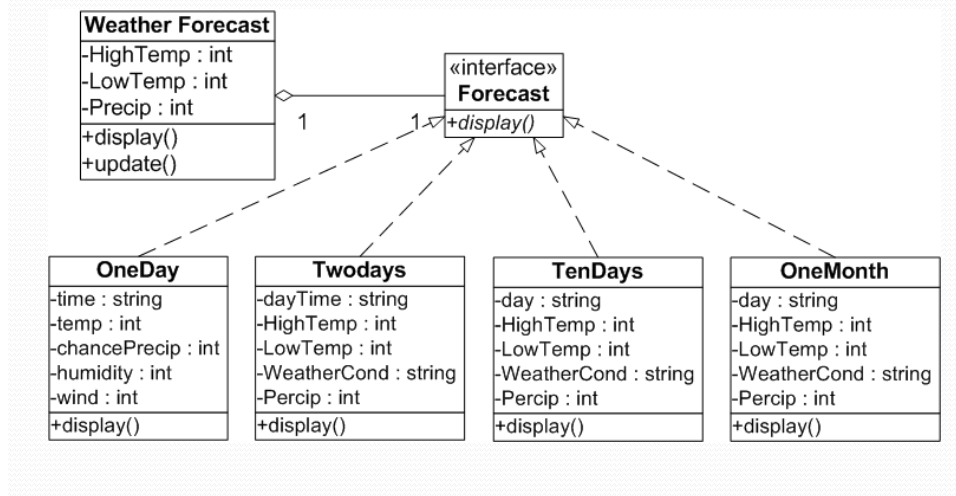 Weather Forecast
-HighTemp : int
-LowTemp : int
-Precip : int
+display()
+update()
1
1
«interface»
Forecast
+display()
OneDay
-time : string
-temp : int
-chancePrecip : int
-humidity : int
-wind : int
+display()
Twodays
-dayTime : string
-HighTemp : int
-LowTemp : int
-WeatherCond : string
-Percip : int
+display()
TenDays
-day : string
-HighTemp : int
-LowTemp : int
-WeatherCond : string
-Percip : int
+display()
OneMonth
-day : string
-HighTemp : int
-LowTemp : int
-WeatherCond : string
-Percip : int
+display()